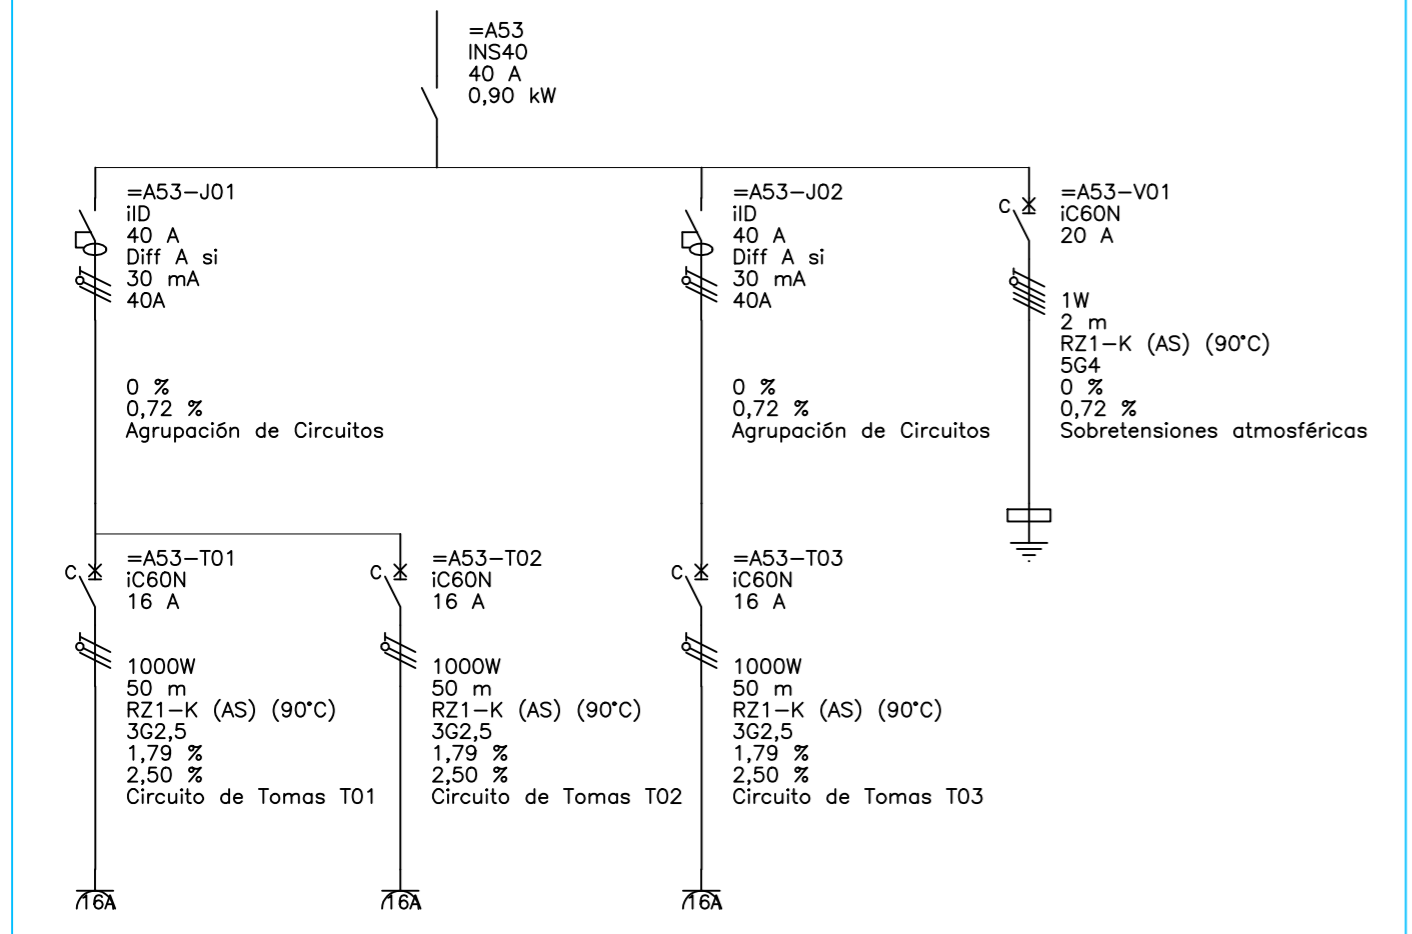 =A53
INS40
40 A
0,90 kW
=A53-J01
iID
40 A
Diff A si
30 mA
40A
0 %
0,72 %
Agrupación de Circuitos
=A53-J02
iID
40 A
Diff A si
30 mA
40A
0 %
0,72 %
Agrupación de Circuitos
C
=A53-V01
iC60N
20 A
1W
2 m
RZ1-K (AS) (90°C)
5G4
0 %
0,72 %
Sobretensiones atmosféricas
C
=A53-T01
iC60N
16 A
1000W
50 m
RZ1-K (AS) (90°C)
3G2,5
1,79 %
2,50 %
Circuito de Tomas T01
16A
C
=A53-T02
iC60N
16 A
1000W
50 m
RZ1-K (AS) (90°C)
3G2,5
1,79 %
2,50 %
Circuito de Tomas T02
16A
C
=A53-T03
iC60N
16 A
1000W
50 m
RZ1-K (AS) (90°C)
3G2,5
1,79 %
2,50 %
Circuito de Tomas T03
16A